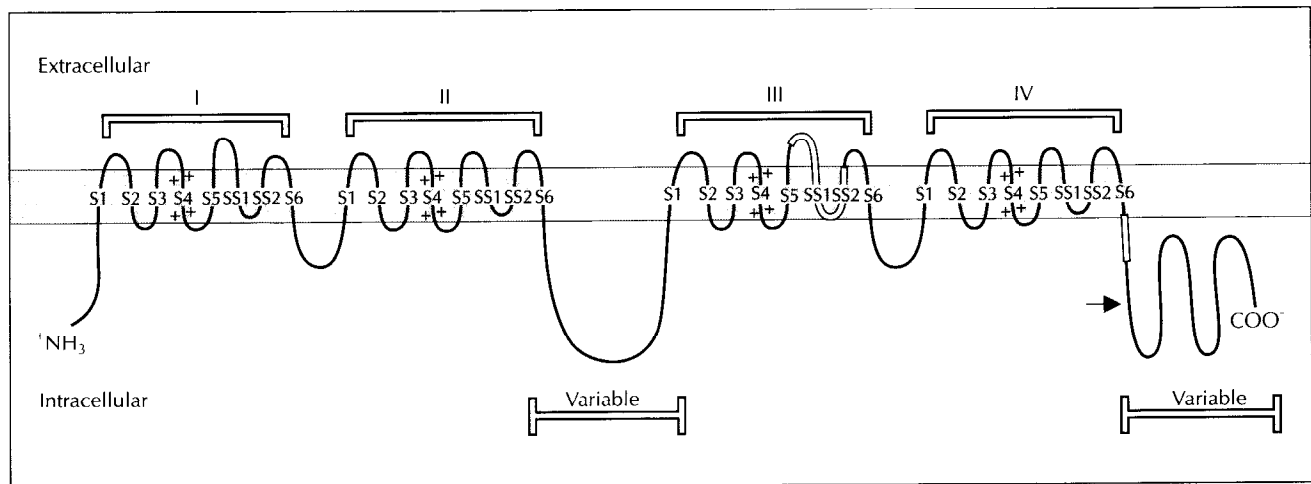 Extracellular
I II III IV
+ + + + + + + +
S1 S2 S3 S4 S5 SS1 SS2 S6 S1 S2 S3 S4 S5 SS1 SS2 S6 S1 S2 S3 S4 S5 SS1 SS2 S6 S1 S2 S3 S4 S5 SS1 SS2 S6
+ + + + + + + +
COO-
NH3
Intracellular
Variable Variable